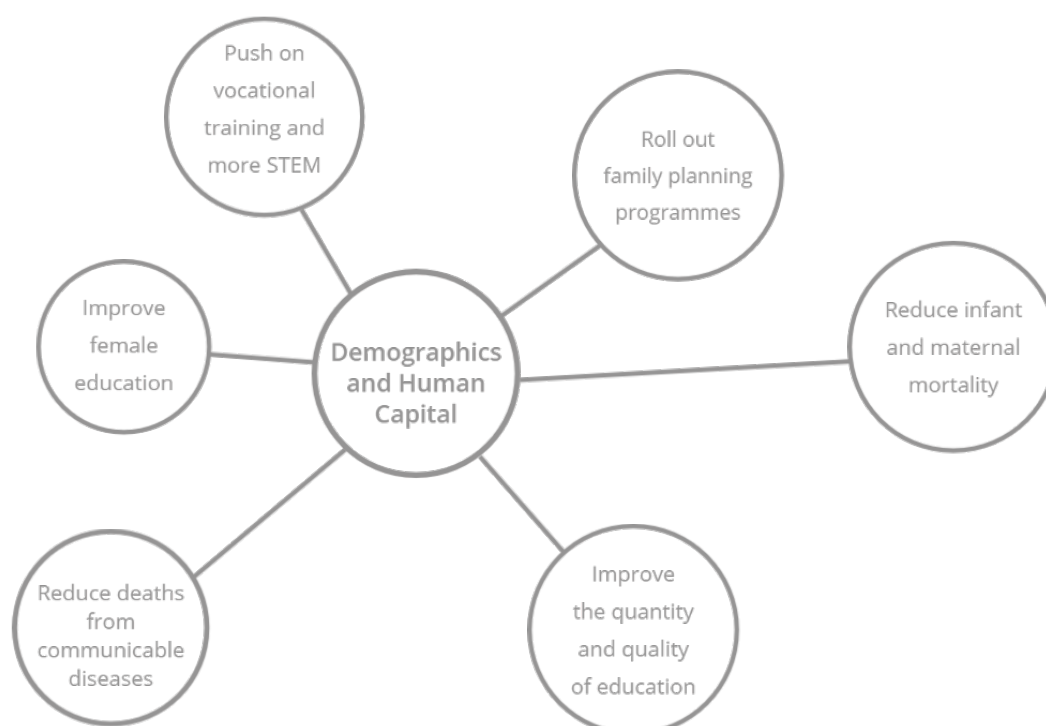 Push on
vocational
training and
more STEM
Roll out
family planning
programmes
Improve
female
education
Demographics
and Human
Capital
Reduce infant
and maternal
mortality
Reduce deaths
from
communicable
diseases
Improve
the quantity
and quality
of education